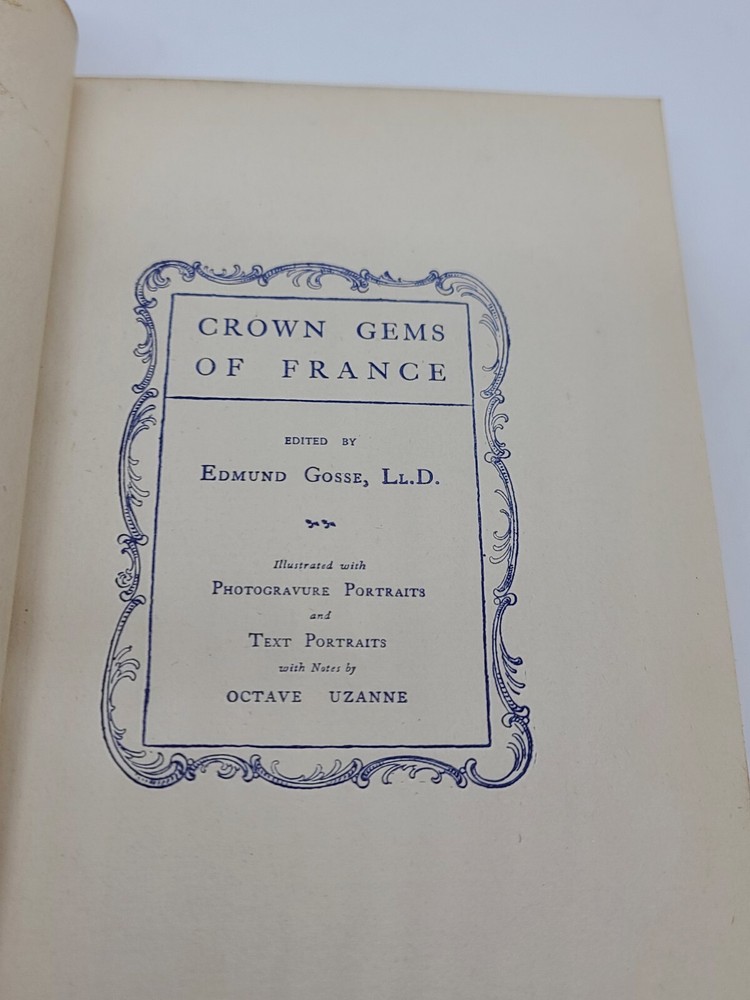 CROWN GEMS
OF FRANCE
EDITED BY
EDMUND GOSSE, LL.D.
Illustrated with
PHOTOGRAVURE PORTRAITS
and
TEXT PORTRAITS
with Notes by
OCTAVE UZANNE